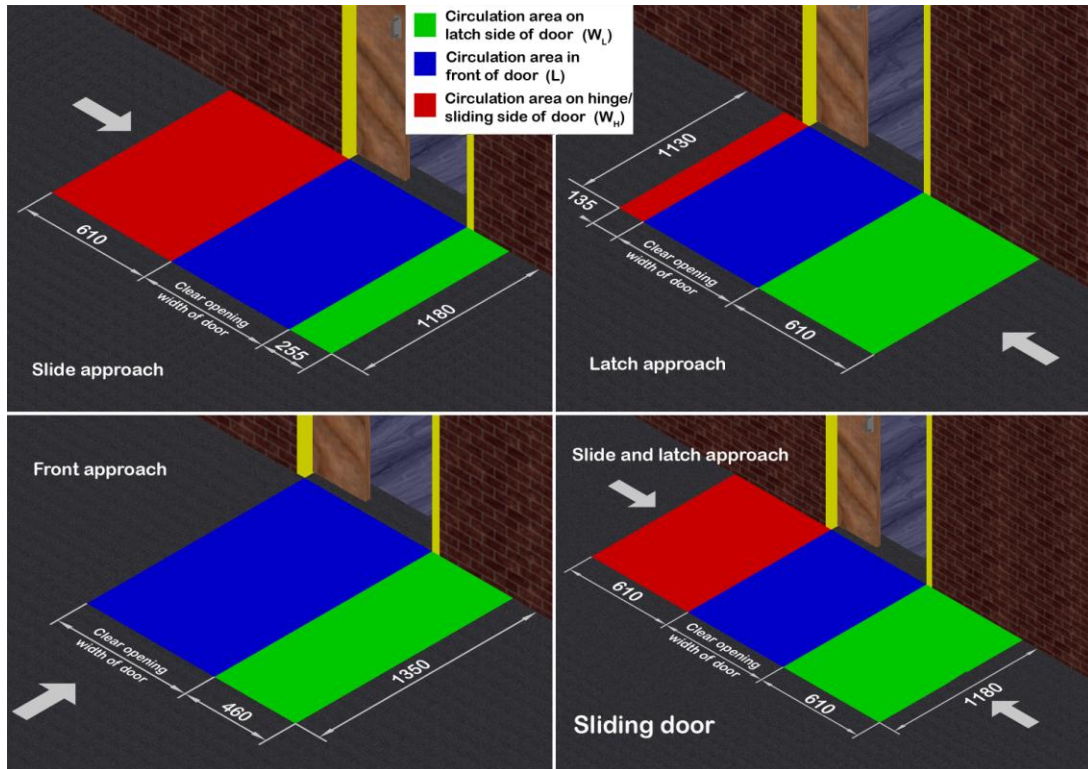 Circulation area on
latch side of door (W_L)
Circulation area in
front of door (L)
Circulation area on hinge/
sliding side of door (W_H)
610
Clear opening
width of door
255
1180
Slide approach
1130
135
Clear opening
width of door
610
Latch approach
Front approach
Clear opening
width of door
460
1350
Slide and latch approach
610
Clear opening
width of door
610
1180
Sliding door